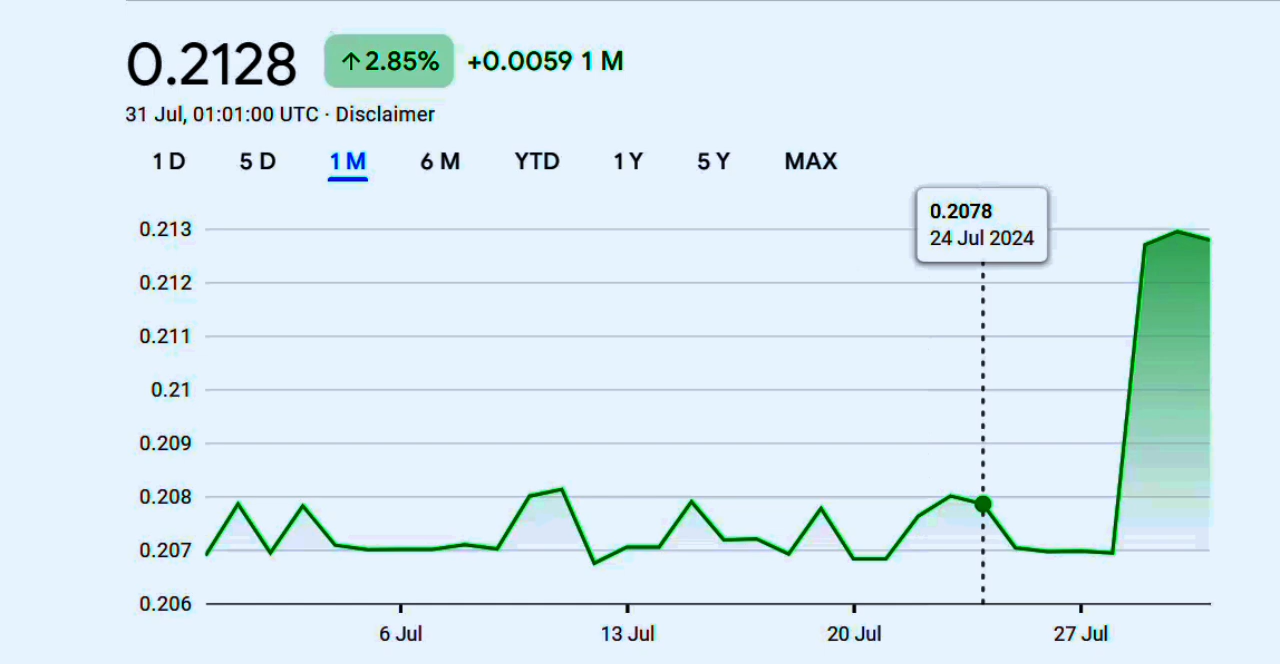 0.2128 ↑ 2.85% +0.0059 1 M
31 Jul, 01:01:00 UTC · Disclaimer
1 D 5 D 1 M 6 M YTD 1 Y 5 Y MAX
0.2078
24 Jul 2024
0.213
0.212
0.211
0.21
0.209
0.208
0.207
0.206
6 Jul 13 Jul 20 Jul 27 Jul